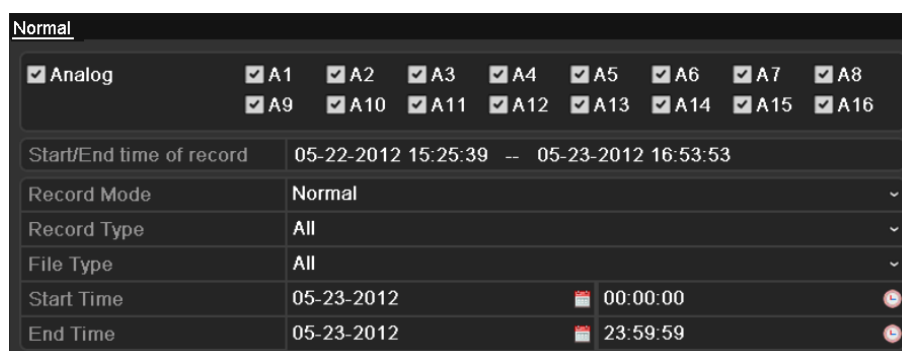 Normal
Analog A1 A2 A3 A4 A5 A6 A7 A8
A9 A10 A11 A12 A13 A14 A15 A16
Start/End time of record 05-22-2012 15:25:39 -- 05-23-2012 16:53:53
Record Mode Normal
Record Type All
File Type All
Start Time 05-23-2012 00:00:00
End Time 05-23-2012 23:59:59